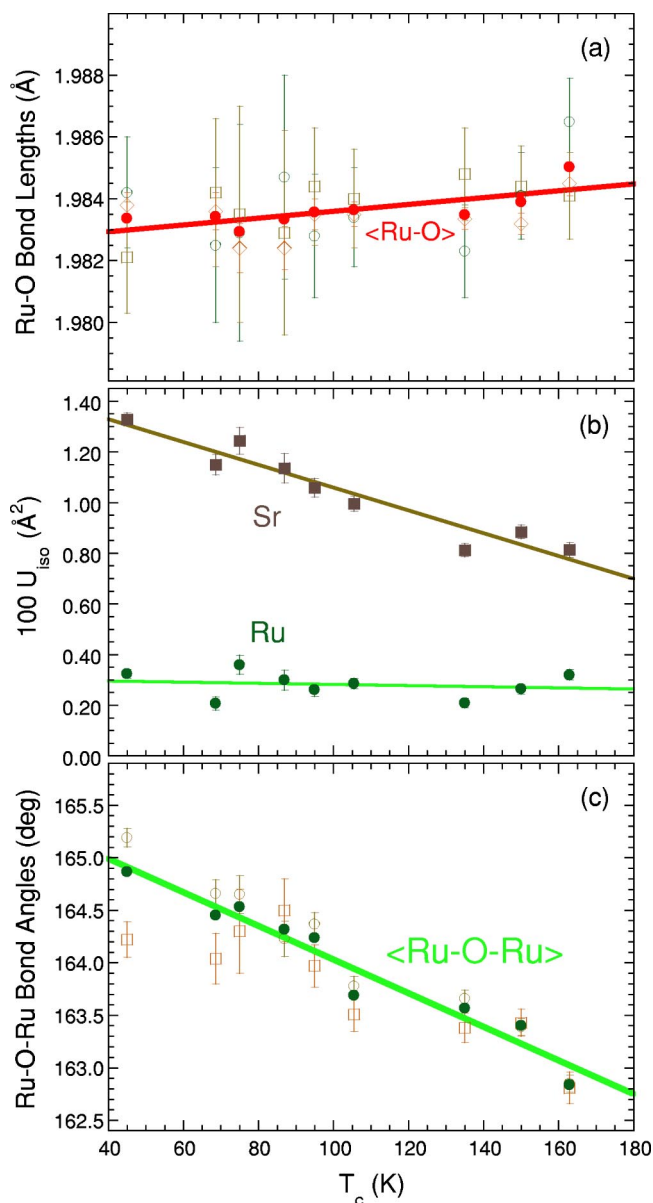 (a)
1.988
1.986
1.984
1.982
1.980
Ru-O Bond Lengths (Å)
<Ru-O>
(b)
1.40
1.20
1.00
0.80
0.60
0.40
0.20
0.00
100 U_iso (Å²)
Sr
Ru
(c)
165.5
165.0
164.5
164.0
163.5
163.0
162.5
Ru-O-Ru Bond Angles (deg)
<Ru-O-Ru>
40 60 80 100 120 140 160 180
T_c (K)